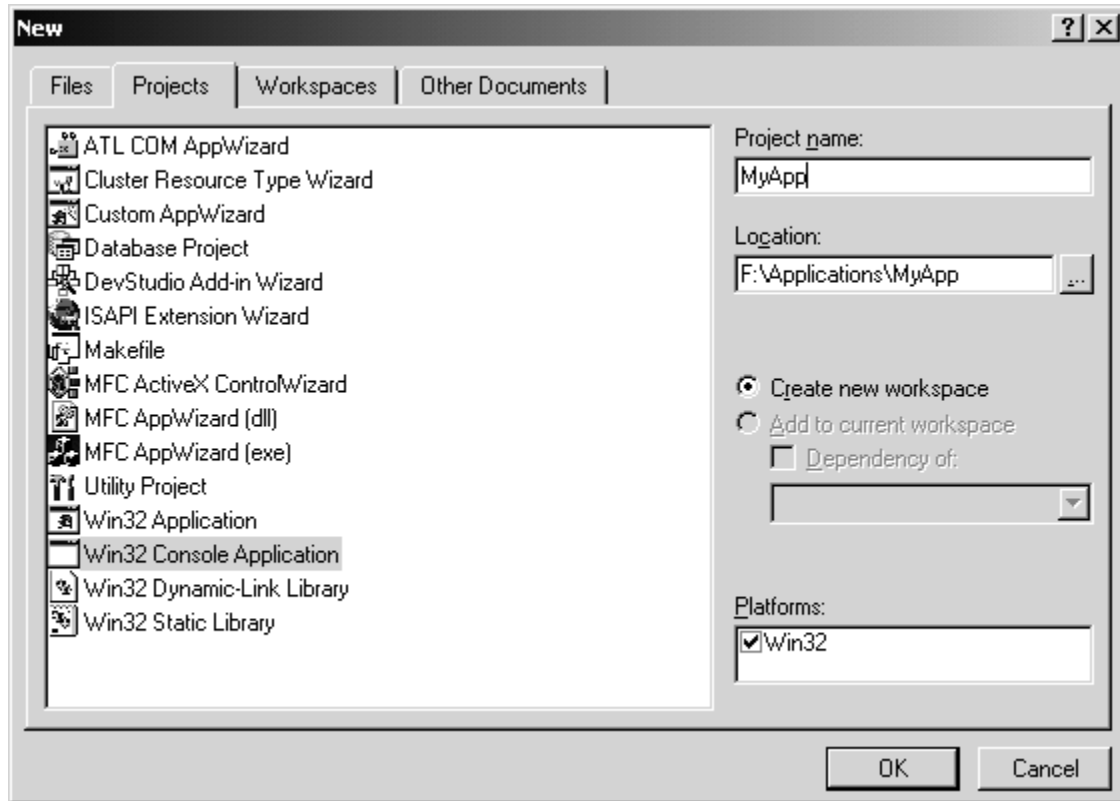 New
Files Projects Workspaces Other Documents
ATL COM AppWizard
Cluster Resource Type Wizard
Custom AppWizard
Database Project
DevStudio Add-in Wizard
ISAPI Extension Wizard
Makefile
MFC ActiveX ControlWizard
MFC AppWizard (dll)
MFC AppWizard (exe)
Utility Project
Win32 Application
Win32 Console Application
Win32 Dynamic-Link Library
Win32 Static Library
Project name:
MyApp
Location:
F:\Applications\MyApp
...
Create new workspace
Add to current workspace
Dependency of:
Platforms:
Win32
OK Cancel